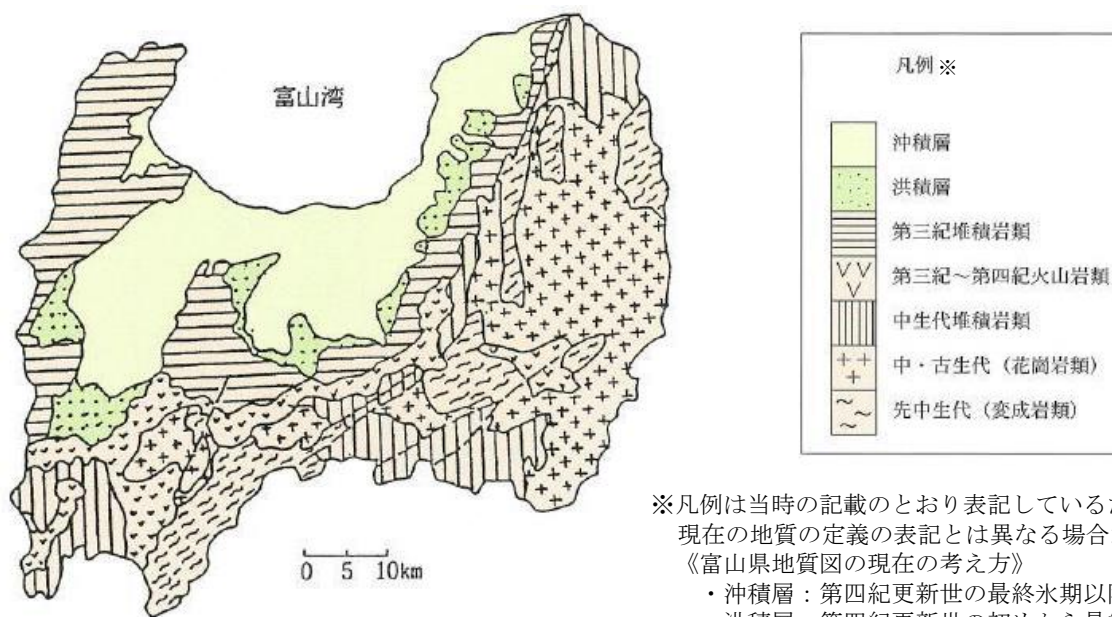 富山湾
0 5 10km
凡例※
沖積層
洪積層
第三紀堆積岩類
第三紀～第四紀火山岩類
中生代堆積岩類
中・古生代（花崗岩類）
先中生代（変成岩類）
※凡例は当時の記載のとおり表記している
現在の地質の定義の表記とは異なる場合
《富山県地質図の現在の考え方》
・沖積層：第四紀更新世の最終氷期以